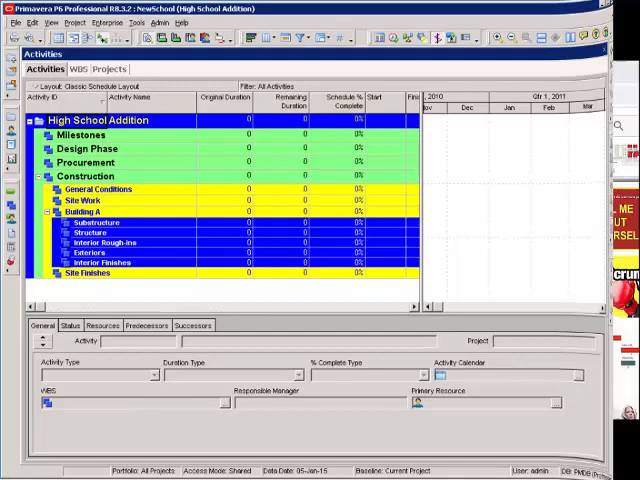 Primavera P6 Professional R8.3.2 : NewSchool (High School Addition)
File Edit View Project Enterprise Tools Admin Help
Activities
Activities WBS Projects
Layout: Classic Schedule Layout Filter: All Activities
Activity ID Activity Name Original Duration Remaining Duration Schedule % Complete Start Finis , 2010 Qtr 1, 2011
Nov Dec Jan Feb Mar
High School Addition 0 0 0%
Milestones 0 0 0%
Design Phase 0 0 0%
Procurement 0 0 0%
Construction 0 0 0%
General Conditions 0 0 0%
Site Work 0 0 0%
Building A 0 0 0%
Substructure 0 0 0%
Structure 0 0 0%
Interior Rough-ins 0 0 0%
Exteriors 0 0 0%
Interior Finishes 0 0 0%
Site Finishes 0 0 0%
General Status Resources Predecessors Successors
Activity Project
Activity Type Duration Type % Complete Type Activity Calendar
WBS Responsible Manager Primary Resource
Portfolio: All Projects Access Mode: Shared Data Date: 05-Jan-15 Baseline: Current Project User: admin DB: PMDB
L ME
OUT
RSEL
crum